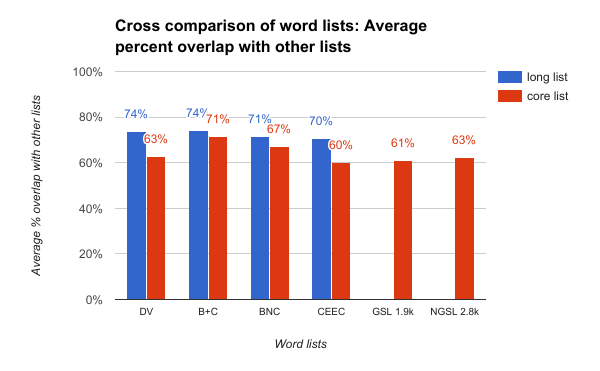 Cross comparison of word lists: Average
percent overlap with other lists
100%
80%
60%
40%
20%
0%
Average % overlap with other lists
74%
63%
74%
71%
71%
67%
70%
60%
61%
63%
DV
B+C
BNC
CEEC
GSL 1.9k
NGSL 2.8k
Word lists
long list
core list